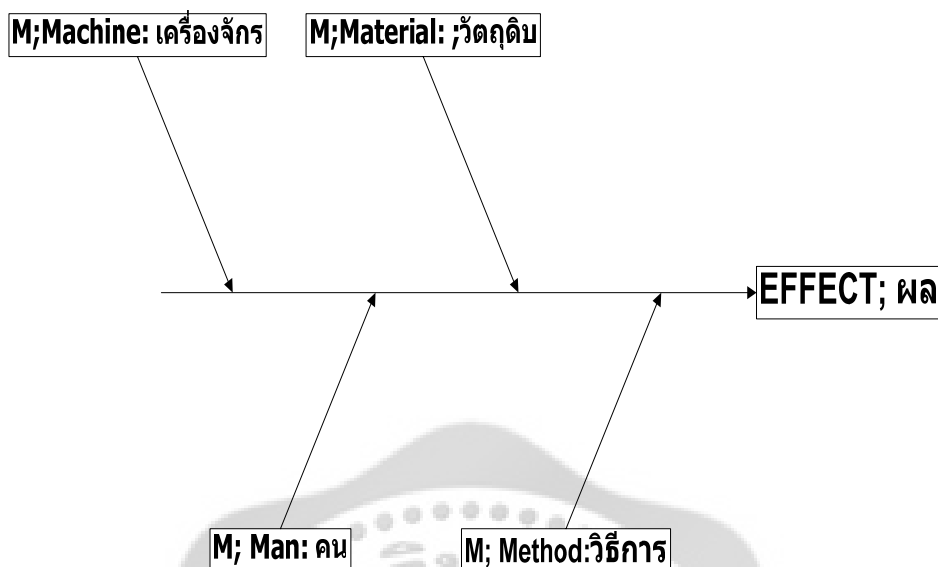 M;Machine: เครื่องจักร
M;Material: ;วัตถุดิบ
EFFECT; ผล
M; Man: คน
M; Method:วิธีการ